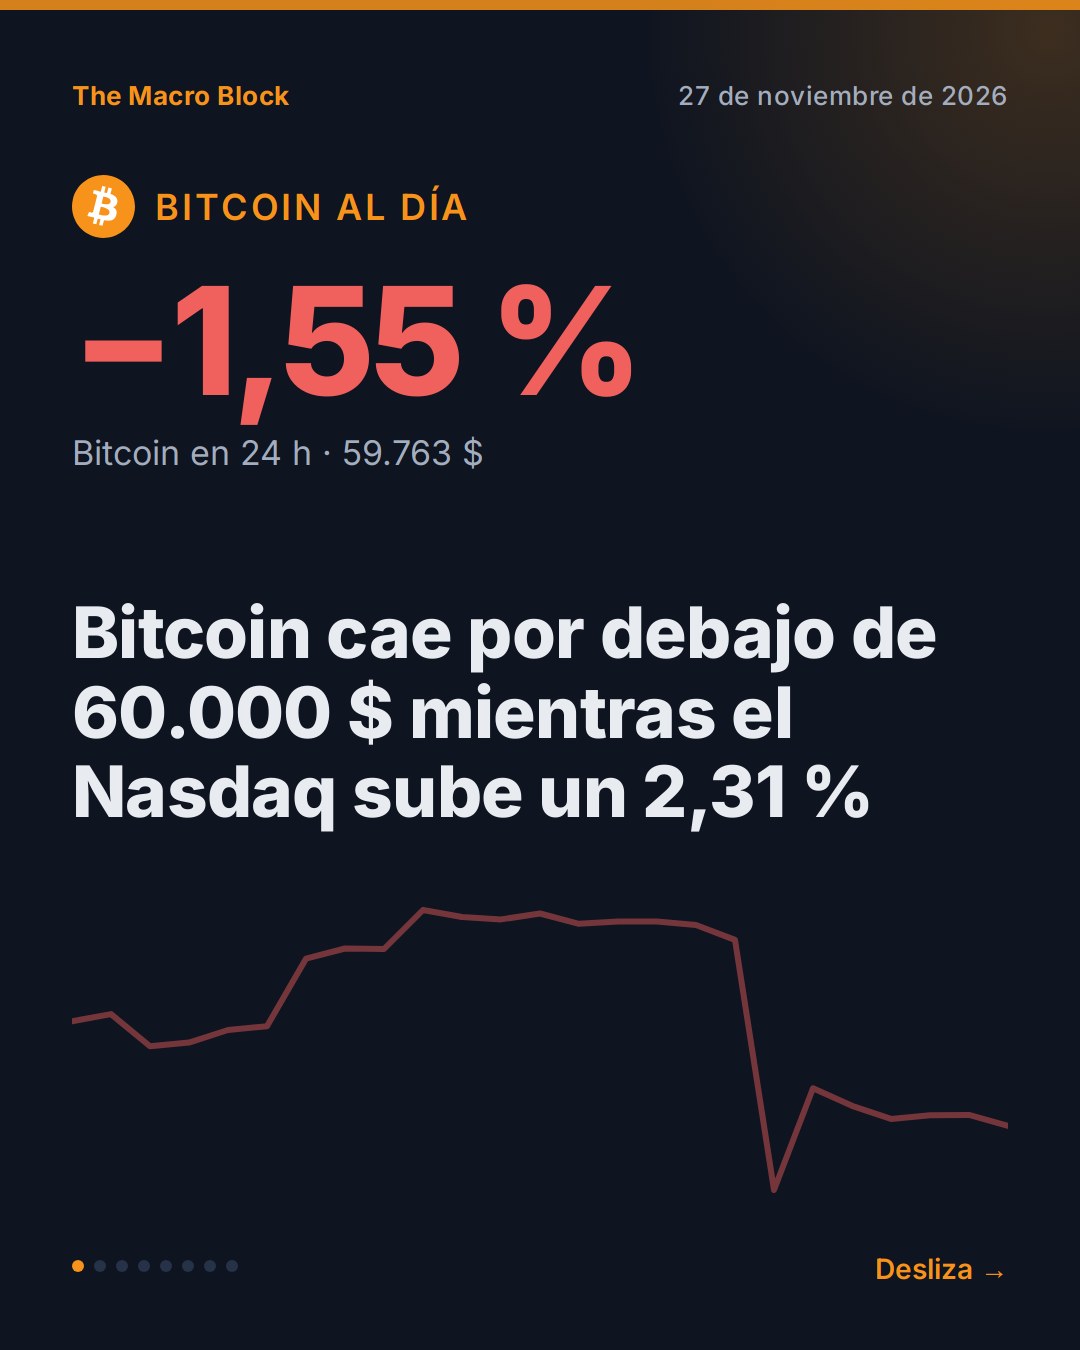 The Macro Block
27 de noviembre de 2026
BITCOIN AL DÍA
−1,55 %
Bitcoin en 24 h · 59.763 $
Bitcoin cae por debajo de
60.000 $ mientras el
Nasdaq sube un 2,31 %
Desliza →